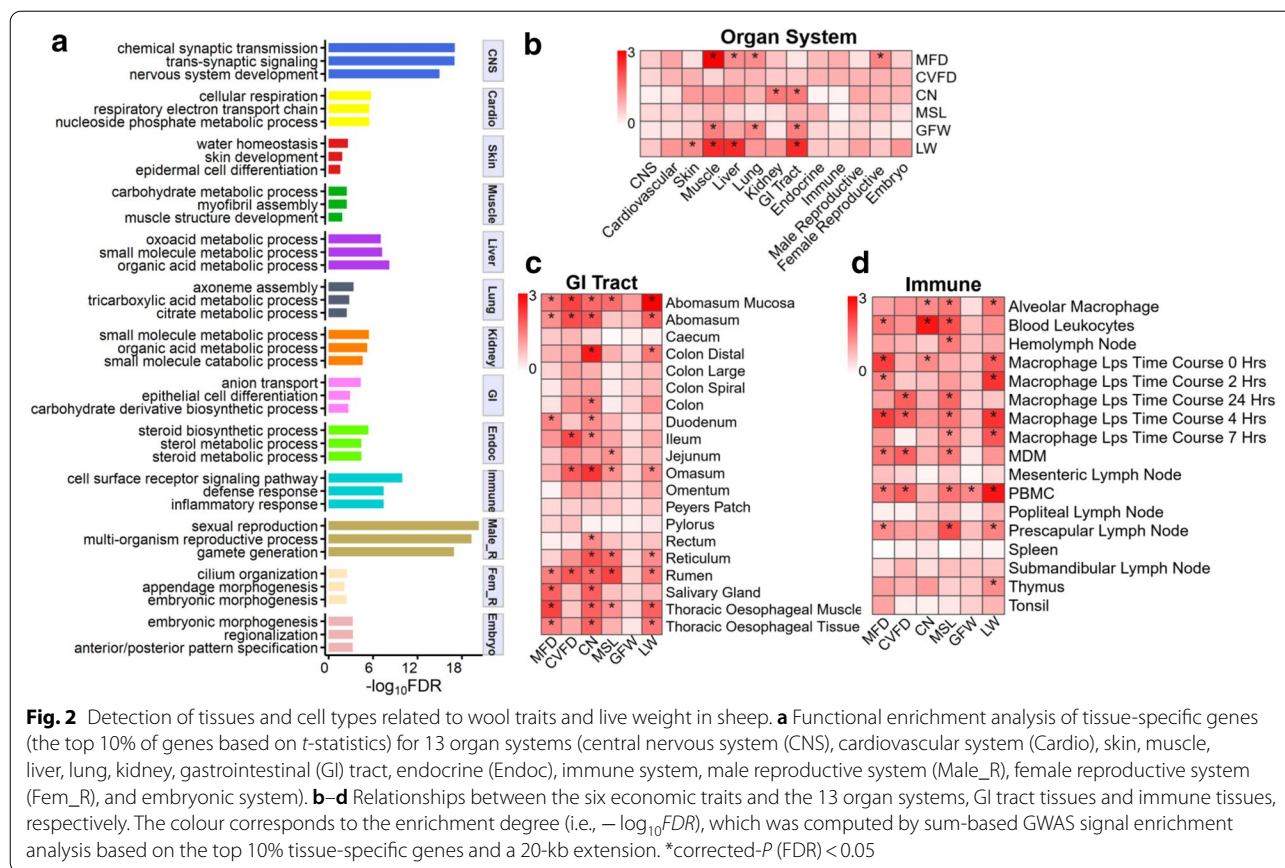 a
chemical synaptic transmission
trans-synaptic signaling
nervous system development
CNS
cellular respiration
respiratory electron transport chain
nucleoside phosphate metabolic process
Cardio
water homeostasis
skin development
epidermal cell differentiation
Skin
carbohydrate metabolic process
myofibril assembly
muscle structure development
Muscle
oxoacid metabolic process
small molecule metabolic process
organic acid metabolic process
Liver
axoneme assembly
tricarboxylic acid metabolic process
citrate metabolic process
Lung
small molecule metabolic process
organic acid metabolic process
small molecule catabolic process
Kidney
anion transport
epithelial cell differentiation
carbohydrate derivative biosynthetic process
GI
steroid biosynthetic process
sterol metabolic process
steroid metabolic process
Endoc
cell surface receptor signaling pathway
defense response
inflammatory response
Immune
sexual reproduction
multi-organism reproductive process
gamete generation
Male_R
cilium organization
appendage morphogenesis
embryonic morphogenesis
Fem_R
embryonic morphogenesis
regionalization
anterior/posterior pattern specification
Embryo
0 6 12 18
-log10FDR
b
Organ System
3
0
* * * * MFD
CVFD
* * CN
MSL
* * * GFW
* * * * LW
CNS
Cardiovascular
Skin
Muscle
Liver
Lung
Kidney
GI Tract
Endocrine
Immune
Male Reproductive
Female Reproductive
Embryo
c
GI Tract
3
0
* * * * * Abomasum Mucosa
* * * * Abomasum
Caecum
* * Colon Distal
Colon Large
Colon Spiral
* Colon
* * Duodenum
* * Ileum
* Jejunum
* * * * Omasum
Omentum
Peyers Patch
Pylorus
* Rectum
* * * Reticulum
* * * * * Rumen
* * Salivary Gland
* * * * Thoracic Oesophageal Muscle
* * * Thoracic Oesophageal Tissue
MFD
CVFD
CN
MSL
GFW
LW
d
Immune
3
0
* * * Alveolar Macrophage
* * * Blood Leukocytes
* Hemolymph Node
* * * Macrophage Lps Time Course 0 Hrs
* * Macrophage Lps Time Course 2 Hrs
* * Macrophage Lps Time Course 24 Hrs
* * * * Macrophage Lps Time Course 4 Hrs
* * Macrophage Lps Time Course 7 Hrs
* * * MDM
Mesenteric Lymph Node
* * * * * PBMC
Popliteal Lymph Node
* * * Prescapular Lymph Node
Spleen
Submandibular Lymph Node
* Thymus
Tonsil
MFD
CVFD
CN
MSL
GFW
LW
Fig. 2 Detection of tissues and cell types related to wool traits and live weight in sheep. a Functional enrichment analysis of tissue-specific genes
(the top 10% of genes based on t-statistics) for 13 organ systems (central nervous system (CNS), cardiovascular system (Cardio), skin, muscle,
liver, lung, kidney, gastrointestinal (GI) tract, endocrine (Endoc), immune system, male reproductive system (Male_R), female reproductive system
(Fem_R), and embryonic system). b–d Relationships between the six economic traits and the 13 organ systems, GI tract tissues and immune tissues,
respectively. The colour corresponds to the enrichment degree (i.e., − log10FDR), which was computed by sum-based GWAS signal enrichment
analysis based on the top 10% tissue-specific genes and a 20-kb extension. *corrected-P (FDR) < 0.05